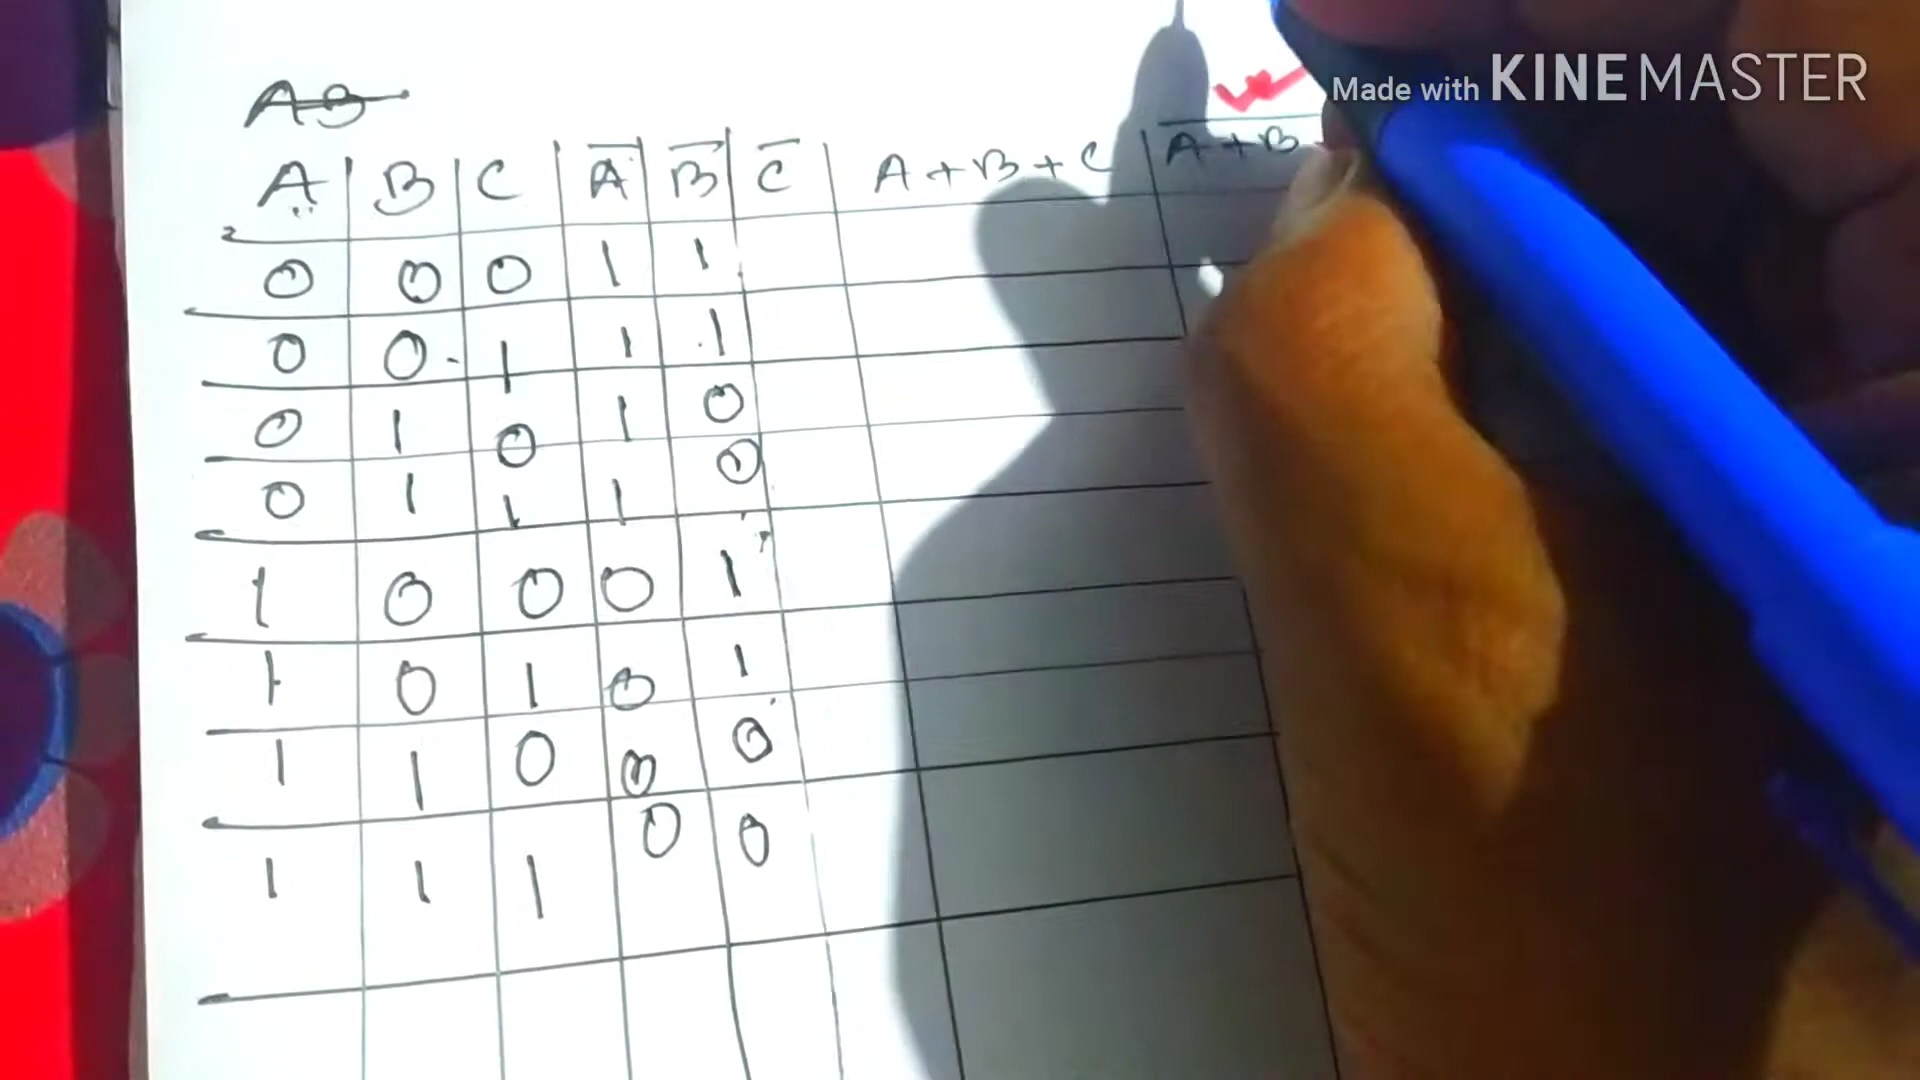 Made with KINEMASTER
AB
A B C A̅ B̅ C̅ A+B+C A+B
0 0 0 1 1
0 0 1 1 1
0 1 0 1 0
0 1 1 1 0
1 0 0 0 1
1 0 1 0 1
1 1 0 0 0
1 1 1 0 0